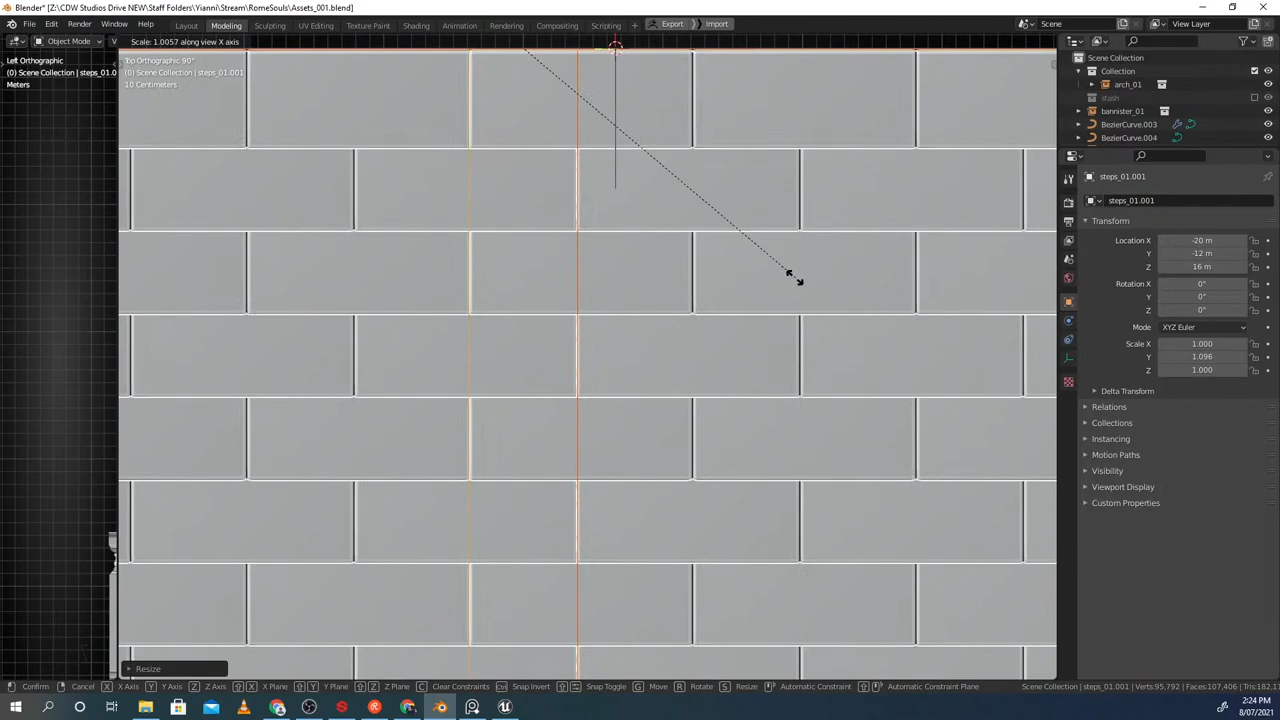 Blender* [Z:\CDW Studios Drive NEW\Staff Folders\Yianni\Stream\RomeSouls\Assets_001.blend]
File Edit Render Window Help Layout Modeling Sculpting UV Editing Texture Paint Shading Animation Rendering Compositing Scripting + Export Import Scene View Layer
Object Mode V Scale: 1.0057 along view X axis
Left Orthographic
(0) Scene Collection | steps_01.0
Meters
Top Orthographic 90°
(0) Scene Collection | steps_01.001
10 Centimeters
Scene Collection
Collection
arch_01
stash
bannister_01
BezierCurve.003
BezierCurve.004
steps_01.001
steps_01.001
Transform
Location X -20 m
Y -12 m
Z 16 m
Rotation X 0°
Y 0°
Z 0°
Mode XYZ Euler
Scale X 1.000
Y 1.096
Z 1.000
Delta Transform
Relations
Collections
Instancing
Motion Paths
Visibility
Viewport Display
Custom Properties
Resize
Confirm Cancel X X Axis Y Y Axis Z Z Axis X X Plane Y Y Plane Z Z Plane C Clear Constraints Snap Invert Snap Toggle G Move R Rotate S Resize Automatic Constraint Automatic Constraint Plane Scene Collection | steps_01.001 | Verts:95,792 | Faces:107,406 | Tris:182,1
2:24 PM
8/07/2021